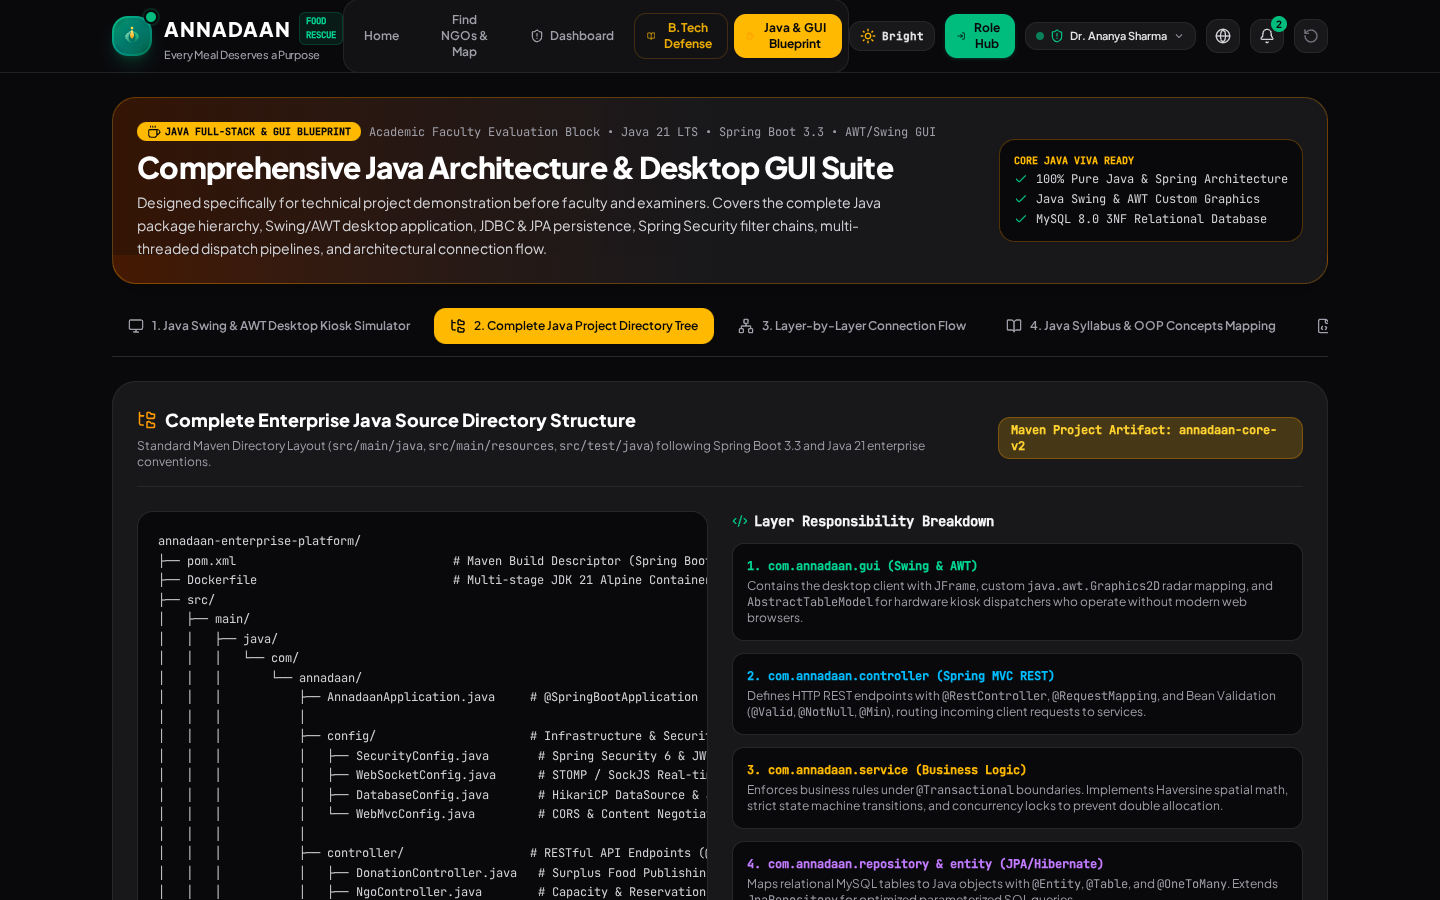 ANNADAAN
FOOD
RESCUE
Every Meal Deserves a Purpose
Home
Find
NGOs &
Map
Dashboard
B.Tech
Defense
Java & GUI
Blueprint
Bright
Role
Hub
Dr. Ananya Sharma
2
JAVA FULL-STACK & GUI BLUEPRINT
Academic Faculty Evaluation Block • Java 21 LTS • Spring Boot 3.3 • AWT/Swing GUI
Comprehensive Java Architecture & Desktop GUI Suite
Designed specifically for technical project demonstration before faculty and examiners. Covers the complete Java
package hierarchy, Swing/AWT desktop application, JDBC & JPA persistence, Spring Security filter chains, multi-
threaded dispatch pipelines, and architectural connection flow.
CORE JAVA VIVA READY
100% Pure Java & Spring Architecture
Java Swing & AWT Custom Graphics
MySQL 8.0 3NF Relational Database
1. Java Swing & AWT Desktop Kiosk Simulator
2. Complete Java Project Directory Tree
3. Layer-by-Layer Connection Flow
4. Java Syllabus & OOP Concepts Mapping
Complete Enterprise Java Source Directory Structure
Standard Maven Directory Layout (src/main/java, src/main/resources, src/test/java) following Spring Boot 3.3 and Java 21 enterprise
conventions.
Maven Project Artifact: annadaan-core-
v2
annadaan-enterprise-platform/
├── pom.xml # Maven Build Descriptor (Spring Boot
├── Dockerfile # Multi-stage JDK 21 Alpine Container
├── src/
│ ├── main/
│ │ ├── java/
│ │ │ └── com/
│ │ │ └── annadaan/
│ │ │ ├── AnnadaanApplication.java # @SpringBootApplication
│ │ │ │
│ │ │ ├── config/ # Infrastructure & Securit
│ │ │ │ ├── SecurityConfig.java # Spring Security 6 & JW
│ │ │ │ ├── WebSocketConfig.java # STOMP / SockJS Real-ti
│ │ │ │ ├── DatabaseConfig.java # HikariCP DataSource &
│ │ │ │ └── WebMvcConfig.java # CORS & Content Negotia
│ │ │ │
│ │ │ ├── controller/ # RESTful API Endpoints (@
│ │ │ │ ├── DonationController.java # Surplus Food Publishin
│ │ │ │ ├── NgoController.java # Capacity & Reservation
Layer Responsibility Breakdown
1. com.annadaan.gui (Swing & AWT)
Contains the desktop client with JFrame, custom java.awt.Graphics2D radar mapping, and
AbstractTableModel for hardware kiosk dispatchers who operate without modern web
browsers.
2. com.annadaan.controller (Spring MVC REST)
Defines HTTP REST endpoints with @RestController, @RequestMapping, and Bean Validation
(@Valid, @NotNull, @Min), routing incoming client requests to services.
3. com.annadaan.service (Business Logic)
Enforces business rules under @Transactional boundaries. Implements Haversine spatial math,
strict state machine transitions, and concurrency locks to prevent double allocation.
4. com.annadaan.repository & entity (JPA/Hibernate)
Maps relational MySQL tables to Java objects with @Entity, @Table, and @OneToMany. Extends
JpaRepository for optimized parameterized SQL queries.